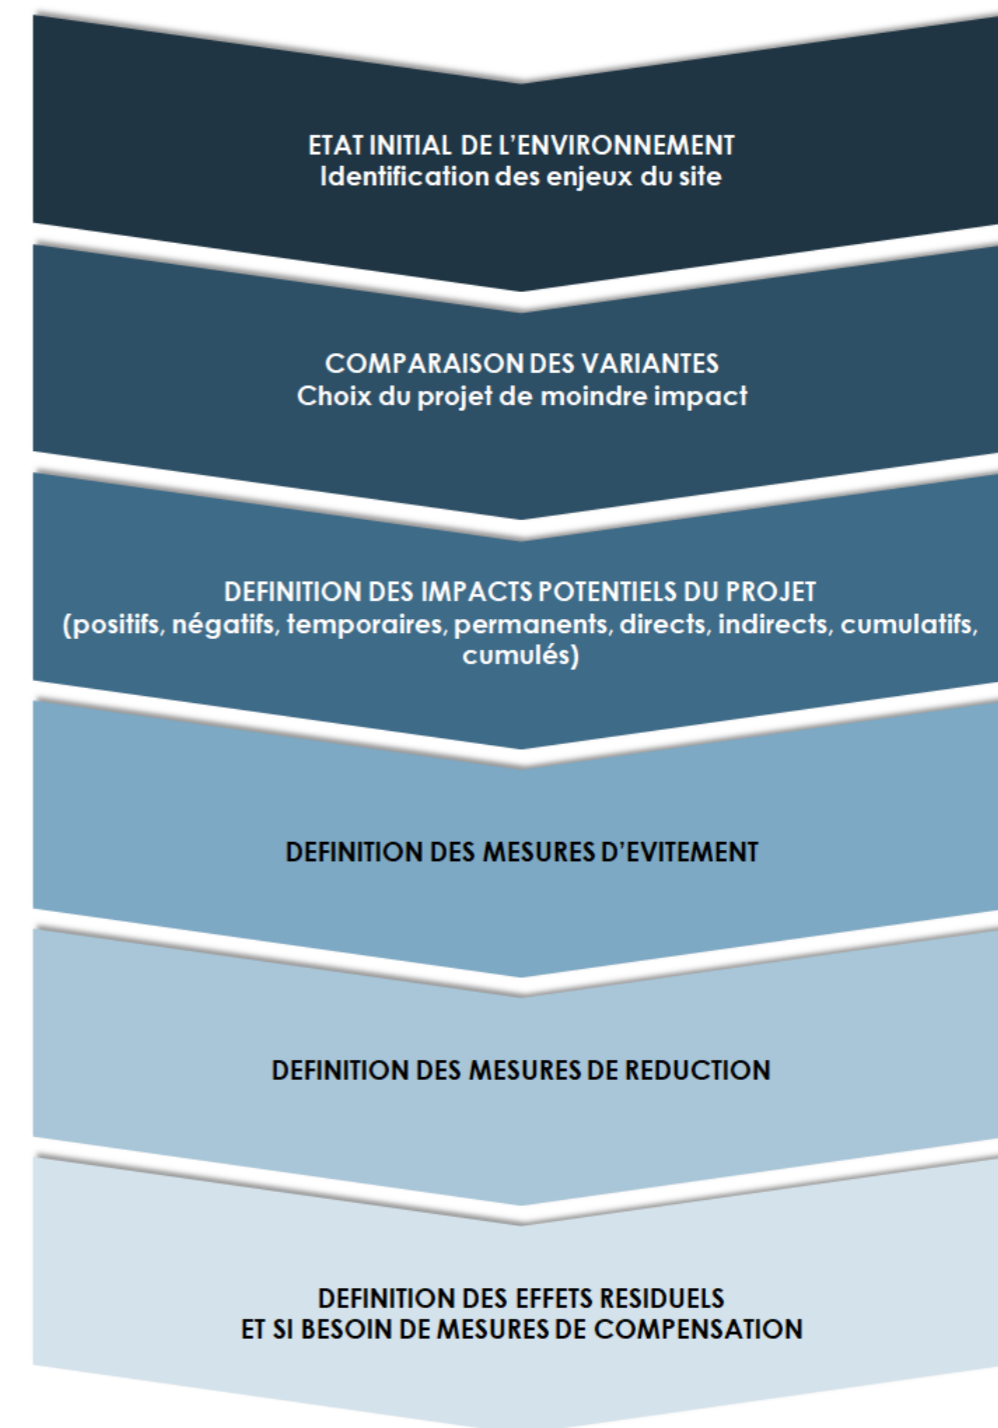 ETAT INITIAL DE L'ENVIRONNEMENT
Identification des enjeux du site
COMPARAISON DES VARIANTES
Choix du projet de moindre impact
DEFINITION DES IMPACTS POTENTIELS DU PROJET
(positifs, négatifs, temporaires, permanents, directs, indirects, cumulatifs,
cumulés)
DEFINITION DES MESURES D'EVITEMENT
DEFINITION DES MESURES DE REDUCTION
DEFINITION DES EFFETS RESIDUELS
ET SI BESOIN DE MESURES DE COMPENSATION